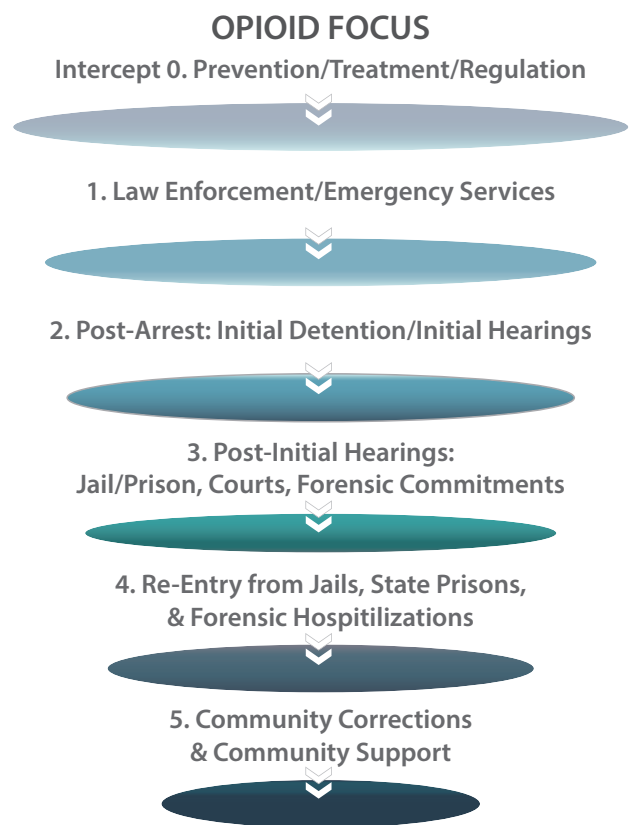 OPIOID FOCUS
Intercept 0. Prevention/Treatment/Regulation
1. Law Enforcement/Emergency Services
2. Post-Arrest: Initial Detention/Initial Hearings
3. Post-Initial Hearings:
Jail/Prison, Courts, Forensic Commitments
4. Re-Entry from Jails, State Prisons,
& Forensic Hospitilizations
5. Community Corrections
& Community Support